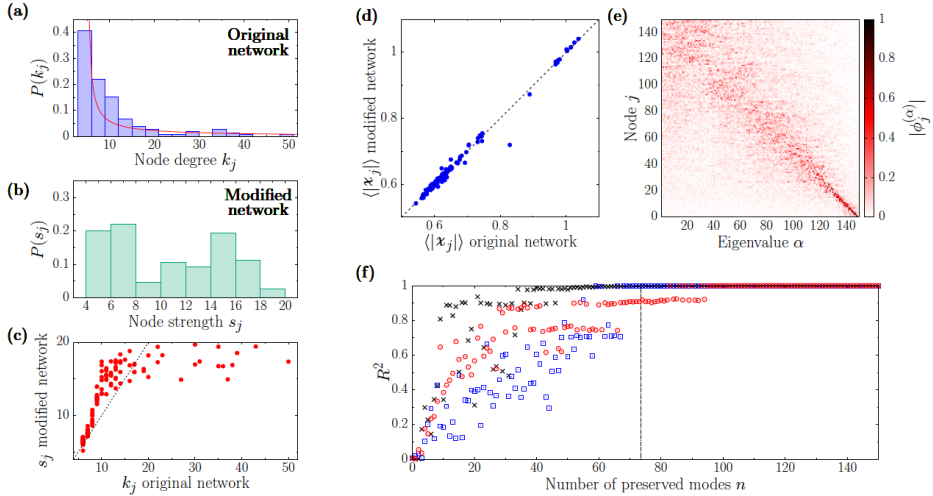 (a)
Original
network
P(k_j)
0.4
0.3
0.2
0.1
0
0
10
20
30
40
50
Node degree k_j
(b)
Modified
network
P(s_j)
0.3
0.2
0.1
0
4
6
8
10
12
14
16
18
20
Node strength s_j
(c)
s_j modified network
20
10
0
10
20
30
40
50
k_j original network
(d)
⟨|𝒙_j|⟩ modified network
1
0.8
0.6
0.6
0.8
1
⟨|𝒙_j|⟩ original network
(e)
Node j
140
120
100
80
60
40
20
0
20 40 60 80 100 120 140
Eigenvalue α
1
0.8
0.6
0.4
0.2
0
|ϕ_j^(α)|
(f)
R^2
1
0.8
0.6
0.4
0.2
0
0
20
40
60
80
100
120
140
Number of preserved modes n